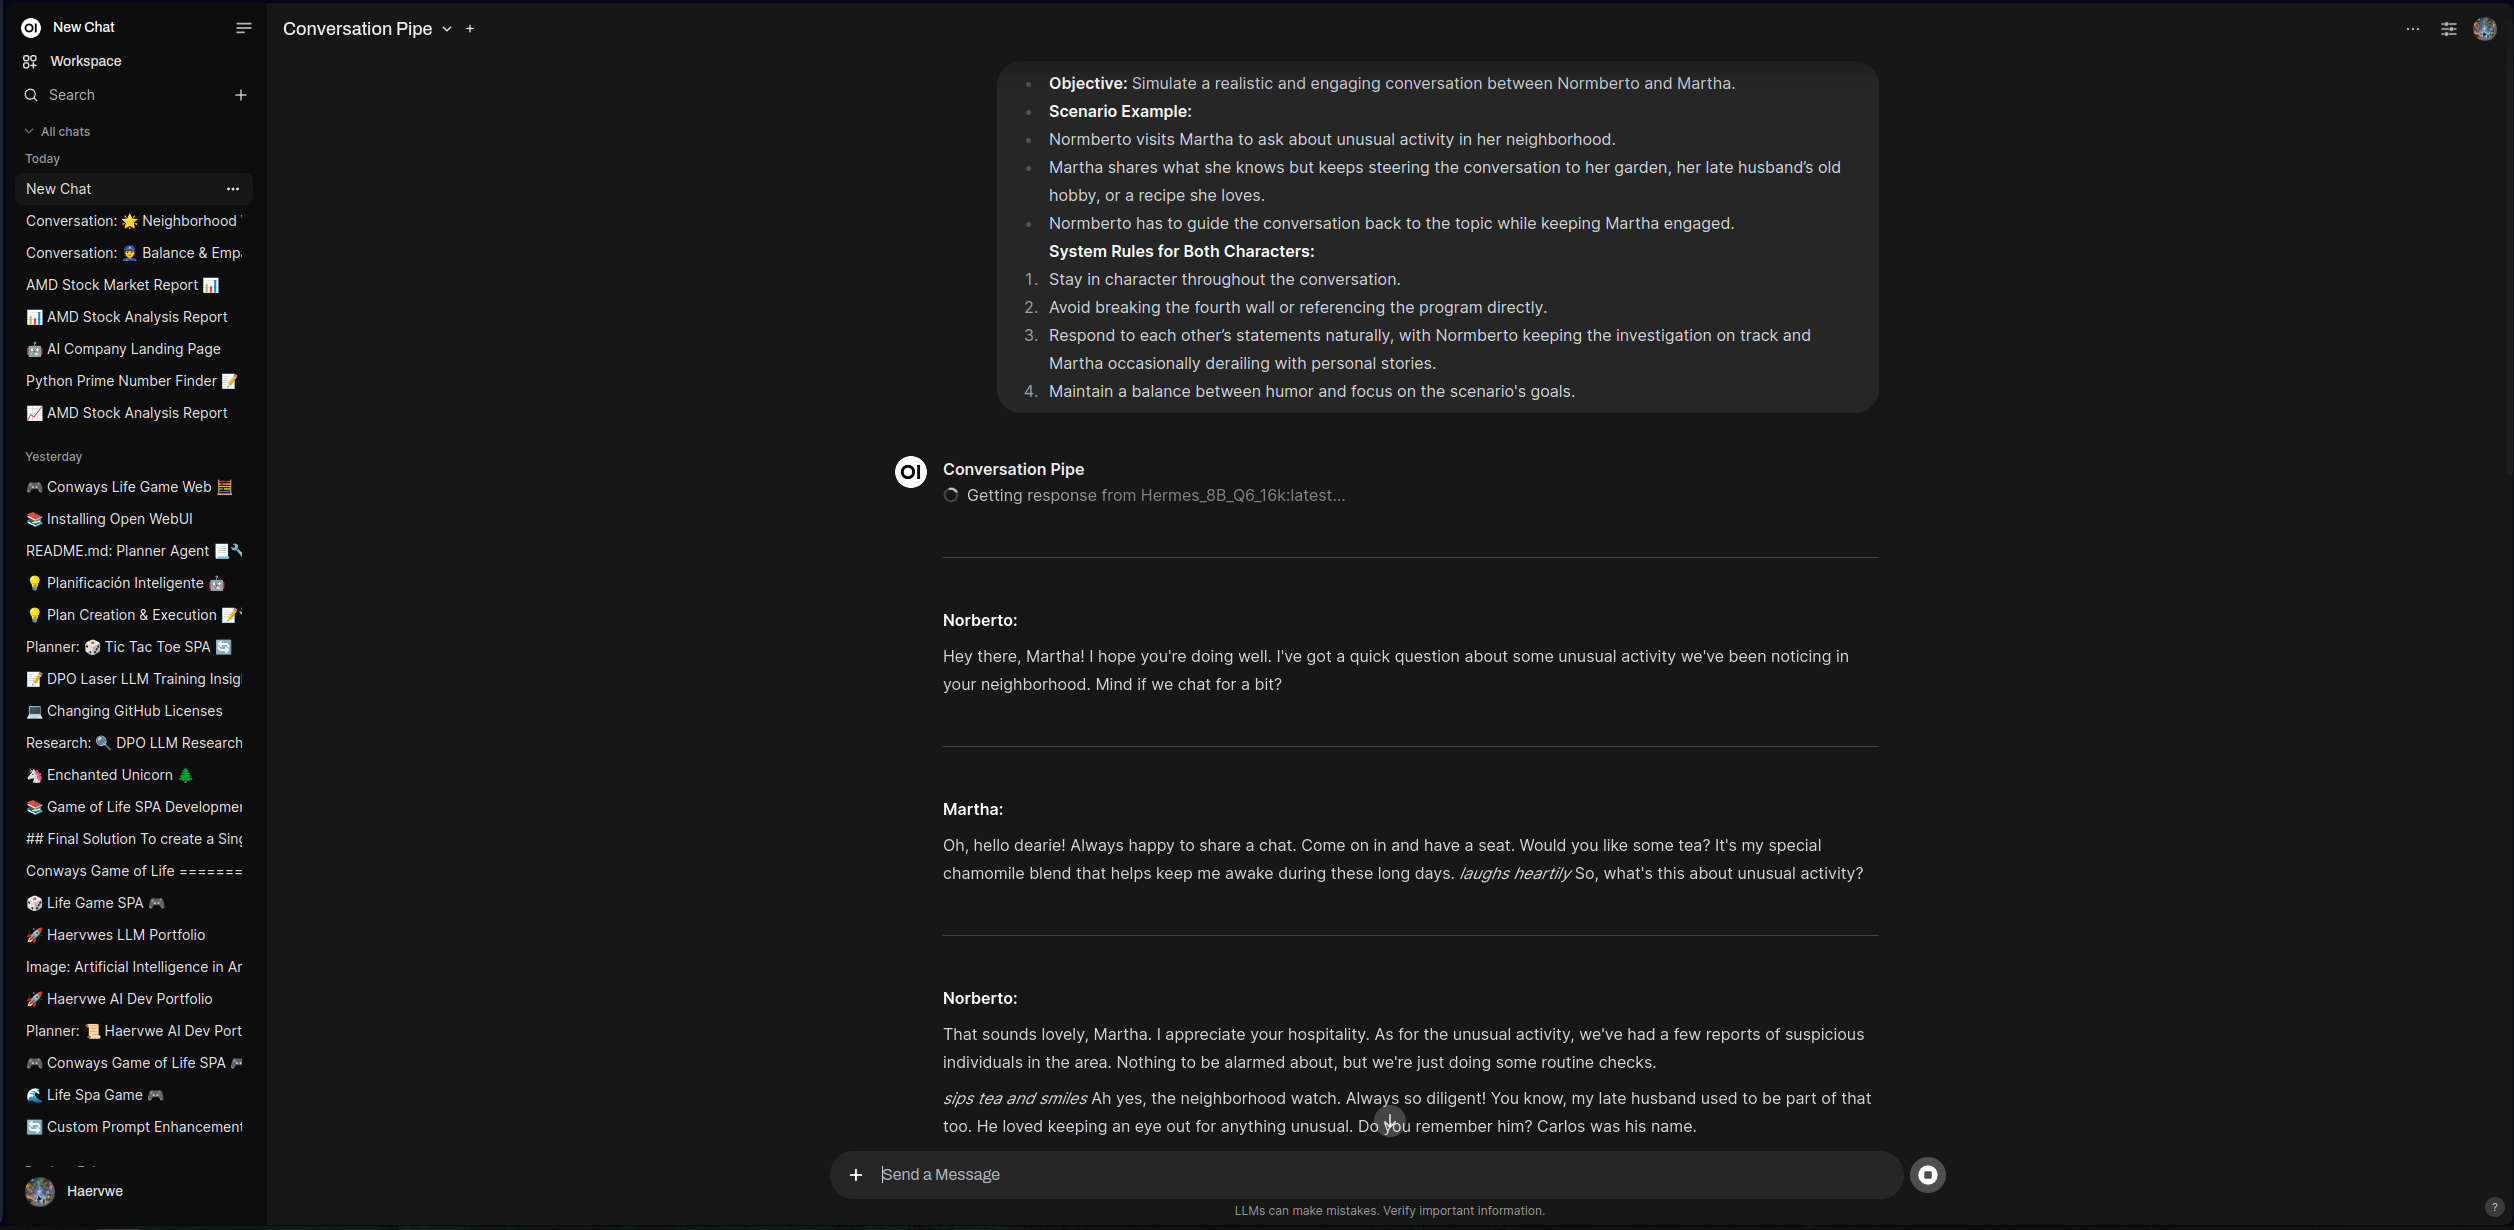 New Chat
Workspace
Search
All chats
Today
New Chat
Conversation: 🌟 Neighborhood
Conversation: 👮 Balance & Empa
AMD Stock Market Report 📊
📊 AMD Stock Analysis Report
🤖 AI Company Landing Page
Python Prime Number Finder 📝
📈 AMD Stock Analysis Report
Yesterday
🎮 Conways Life Game Web 🧮
📚 Installing Open WebUI
README.md: Planner Agent 📃🔧
💡 Planificación Inteligente 🤖
💡 Plan Creation & Execution 📝
Planner: 🎲 Tic Tac Toe SPA 🔄
📝 DPO Laser LLM Training Insig
💻 Changing GitHub Licenses
Research: 🔍 DPO LLM Research
🦄 Enchanted Unicorn 🌲
📚 Game of Life SPA Developmen
## Final Solution To create a Sing
Conways Game of Life =======
🎲 Life Game SPA 🎮
🚀 Haervwes LLM Portfolio
Image: Artificial Intelligence in Ar
🚀 Haervwe AI Dev Portfolio
Planner: 📜 Haervwe AI Dev Port
🎮 Conways Game of Life SPA 🎮
🌊 Life Spa Game 🎮
🔄 Custom Prompt Enhancement
Haervwe
Conversation Pipe
Objective: Simulate a realistic and engaging conversation between Normberto and Martha.
Scenario Example:
Normberto visits Martha to ask about unusual activity in her neighborhood.
Martha shares what she knows but keeps steering the conversation to her garden, her late husband’s old
hobby, or a recipe she loves.
Normberto has to guide the conversation back to the topic while keeping Martha engaged.
System Rules for Both Characters:
1. Stay in character throughout the conversation.
2. Avoid breaking the fourth wall or referencing the program directly.
3. Respond to each other’s statements naturally, with Normberto keeping the investigation on track and
Martha occasionally derailing with personal stories.
4. Maintain a balance between humor and focus on the scenario's goals.
OI
Conversation Pipe
Getting response from Hermes_8B_Q6_16k:latest...
Norberto:
Hey there, Martha! I hope you're doing well. I've got a quick question about some unusual activity we've been noticing in
your neighborhood. Mind if we chat for a bit?
Martha:
Oh, hello dearie! Always happy to share a chat. Come on in and have a seat. Would you like some tea? It's my special
chamomile blend that helps keep me awake during these long days. laughs heartily So, what's this about unusual activity?
Norberto:
That sounds lovely, Martha. I appreciate your hospitality. As for the unusual activity, we've had a few reports of suspicious
individuals in the area. Nothing to be alarmed about, but we're just doing some routine checks.
sips tea and smiles Ah yes, the neighborhood watch. Always so diligent! You know, my late husband used to be part of that
too. He loved keeping an eye out for anything unusual. Do you remember him? Carlos was his name.
Send a Message
LLMs can make mistakes. Verify important information.
?